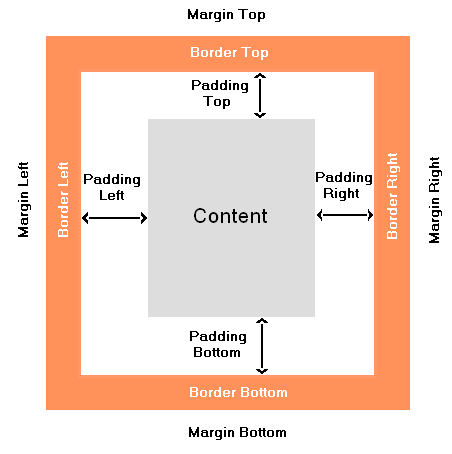 Margin Top
Border Top
Padding
Top
Margin Left
Border Left
Padding
Left
Content
Padding
Right
Border Right
Margin Right
Padding
Bottom
Border Bottom
Margin Bottom